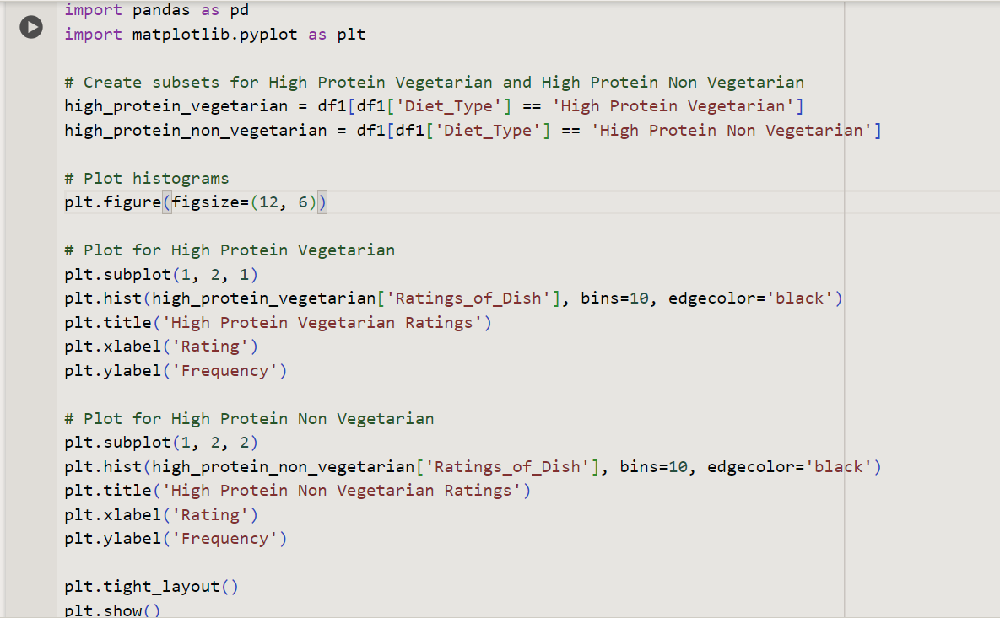 import pandas as pd
import matplotlib.pyplot as plt
# Create subsets for High Protein Vegetarian and High Protein Non Vegetarian
high_protein_vegetarian = df1[df1['Diet_Type'] == 'High Protein Vegetarian']
high_protein_non_vegetarian = df1[df1['Diet_Type'] == 'High Protein Non Vegetarian']
# Plot histograms
plt.figure(figsize=(12, 6))
# Plot for High Protein Vegetarian
plt.subplot(1, 2, 1)
plt.hist(high_protein_vegetarian['Ratings_of_Dish'], bins=10, edgecolor='black')
plt.title('High Protein Vegetarian Ratings')
plt.xlabel('Rating')
plt.ylabel('Frequency')
# Plot for High Protein Non Vegetarian
plt.subplot(1, 2, 2)
plt.hist(high_protein_non_vegetarian['Ratings_of_Dish'], bins=10, edgecolor='black')
plt.title('High Protein Non Vegetarian Ratings')
plt.xlabel('Rating')
plt.ylabel('Frequency')
plt.tight_layout()
plt.show()